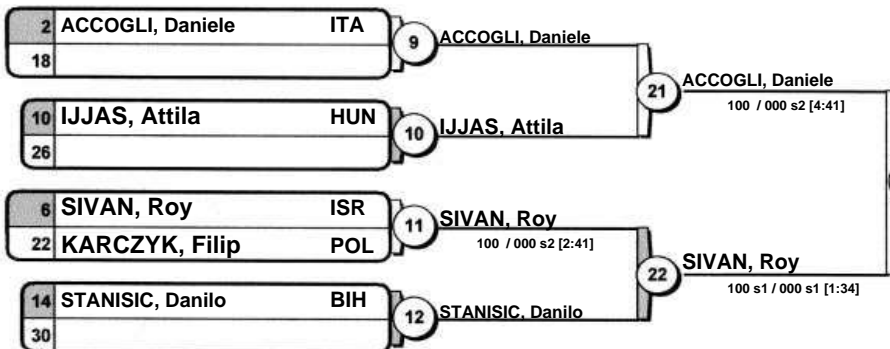 2 ACCOGLI, Daniele ITA
18
9 ACCOGLI, Daniele
10 IJJAS, Attila HUN
26
10 IJJAS, Attila
21 ACCOGLI, Daniele
100 / 000 s2 [4:41]
6 SIVAN, Roy ISR
22 KARCZYK, Filip POL
11 SIVAN, Roy
100 / 000 s2 [2:41]
14 STANISIC, Danilo BIH
30
12 STANISIC, Danilo
22 SIVAN, Roy
100 s1 / 000 s1 [1:34]